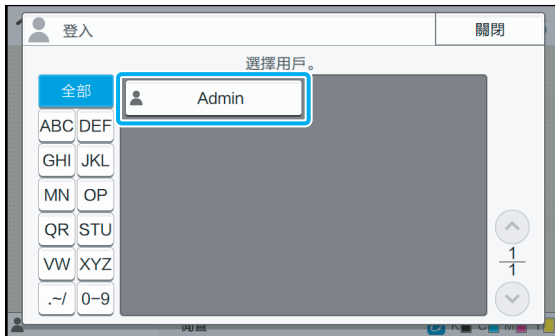 登入
關閉
選擇用戶。
全部
Admin
ABC DEF
GHI JKL
MN OP
QR STU
VW XYZ
.~/ 0-9
1
1
K C M Y